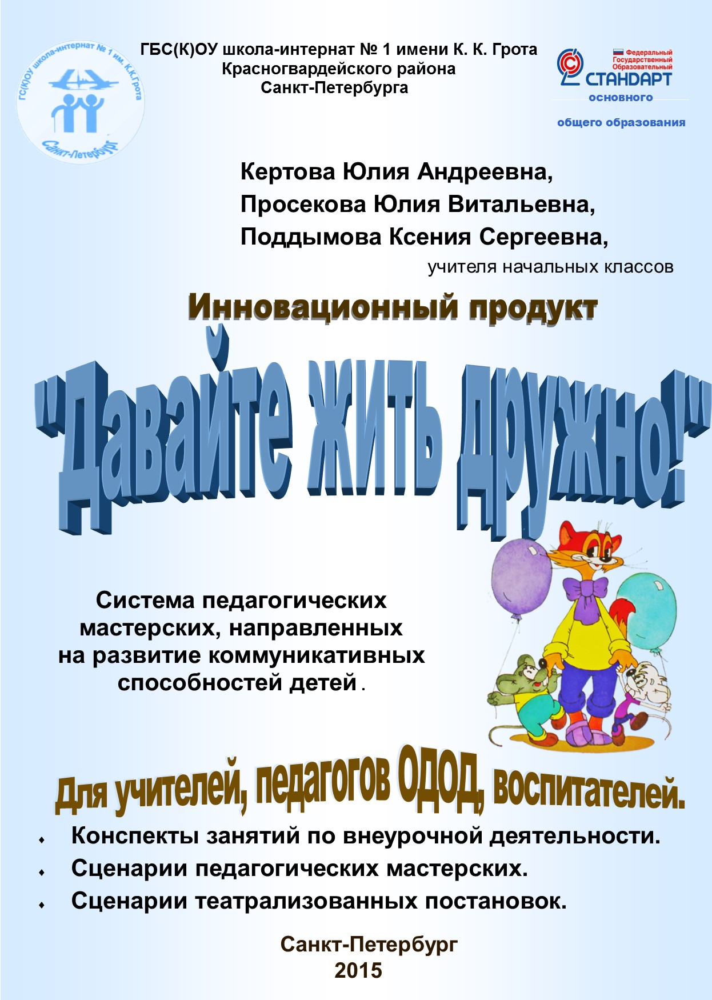 ГС(К)ОУ школа-интернат № 1 им. К.К.Грота
Санкт-Петербург
ГБС(К)ОУ школа-интернат № 1 имени К. К. Грота
Красногвардейского района
Санкт-Петербурга
Федеральный
Государственный
Образовательный
СТАНДАРТ
основного
общего образования
Кертова Юлия Андреевна,
Просекова Юлия Витальевна,
Поддымова Ксения Сергеевна,
учителя начальных классов
Инновационный продукт
"Давайте жить дружно!"
Система педагогических
мастерских, направленных
на развитие коммуникативных
способностей детей.
Для учителей, педагогов ОДОД, воспитателей.
♦ Конспекты занятий по внеурочной деятельности.
♦ Сценарии педагогических мастерских.
♦ Сценарии театрализованных постановок.
Санкт-Петербург
2015